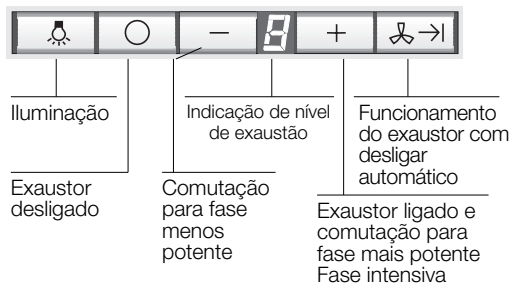 8
Iluminação
Indicação de nível
de exaustão
Funcionamento
do exaustor com
desligar
automático
Exaustor
desligado
Comutação
para fase
menos
potente
Exaustor ligado e
comutação para
fase mais potente
Fase intensiva